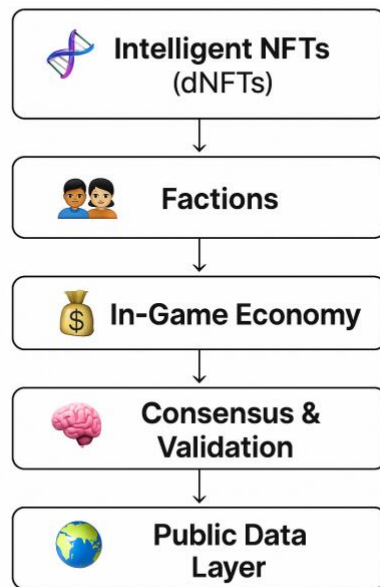 Intelligent NFTs
(dNFTs)
Factions
In-Game Economy
Consensus &
Validation
Public Data
Layer